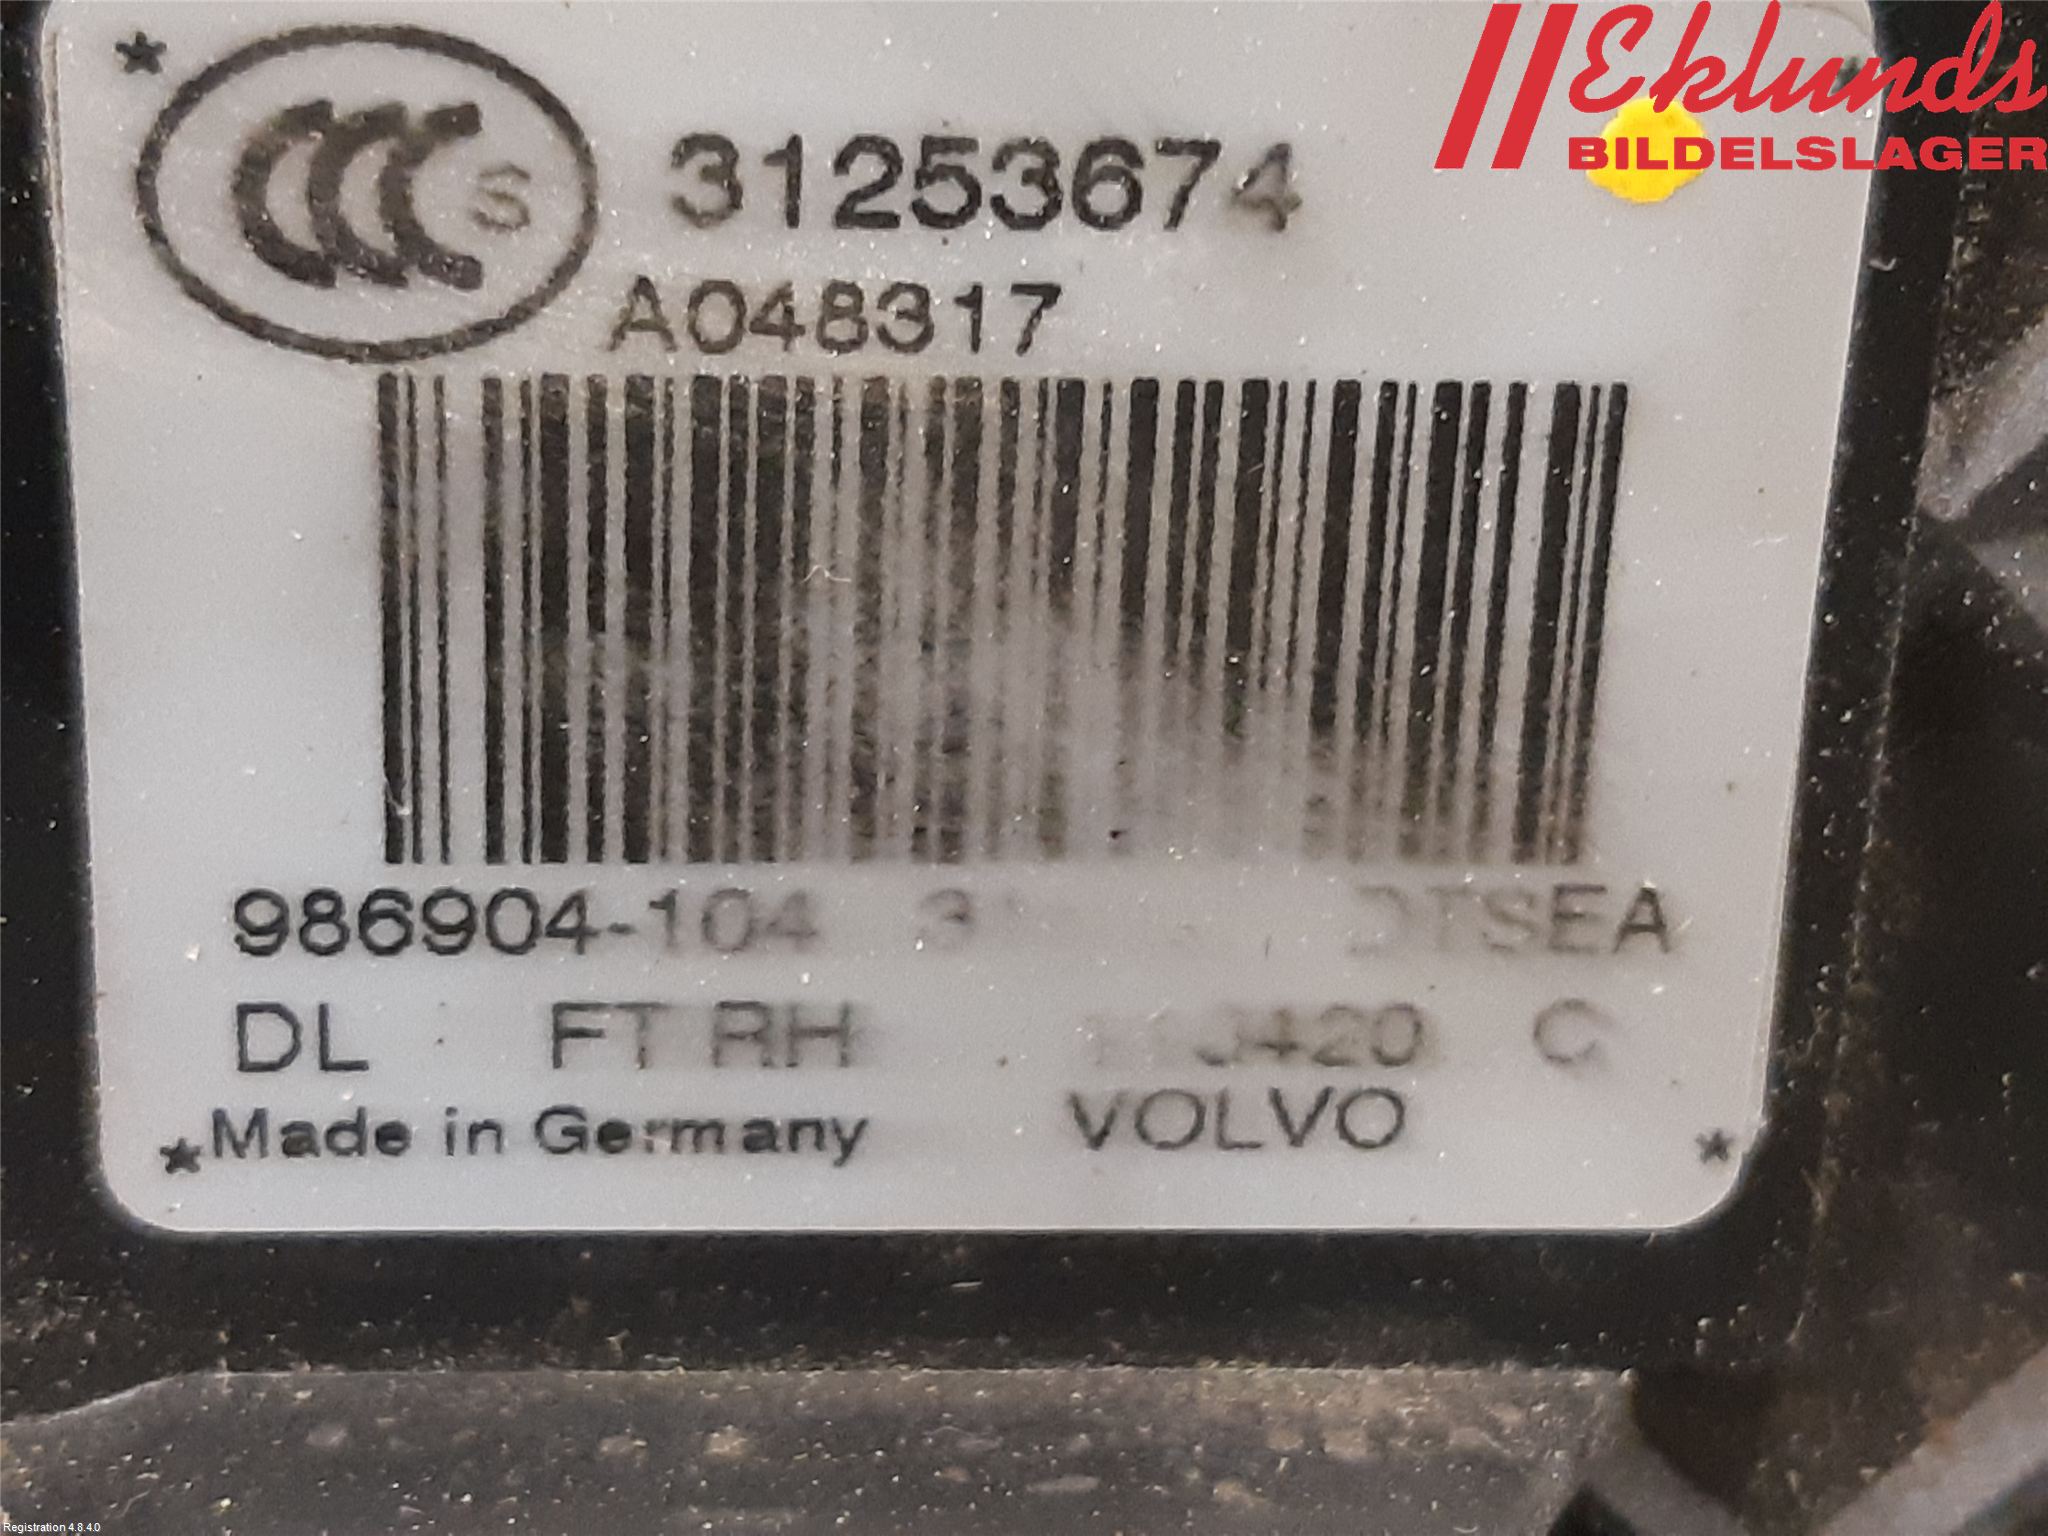 Eklunds
BILDELSLAGER
CCC S
31253674
A048317
986904-104 DTSEA
DL FT RH C
Made in Germany VOLVO
Registration 4.8.4.0